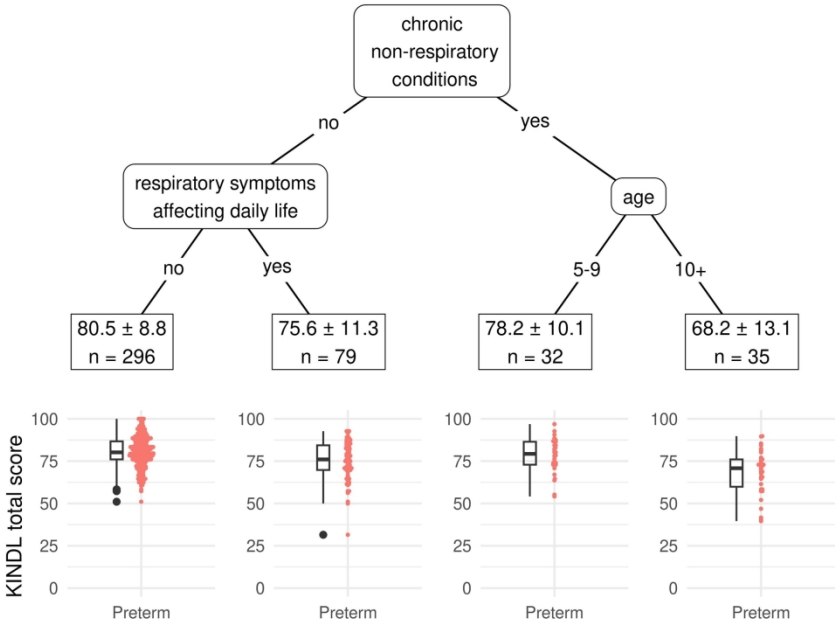 chronic
non-respiratory
conditions
no
yes
respiratory symptoms
affecting daily life
age
no
yes
5-9
10+
80.5 ± 8.8
n = 296
75.6 ± 11.3
n = 79
78.2 ± 10.1
n = 32
68.2 ± 13.1
n = 35
KINDL total score
100
75
50
25
0
Preterm
100
75
50
25
0
Preterm
100
75
50
25
0
Preterm
100
75
50
25
0
Preterm